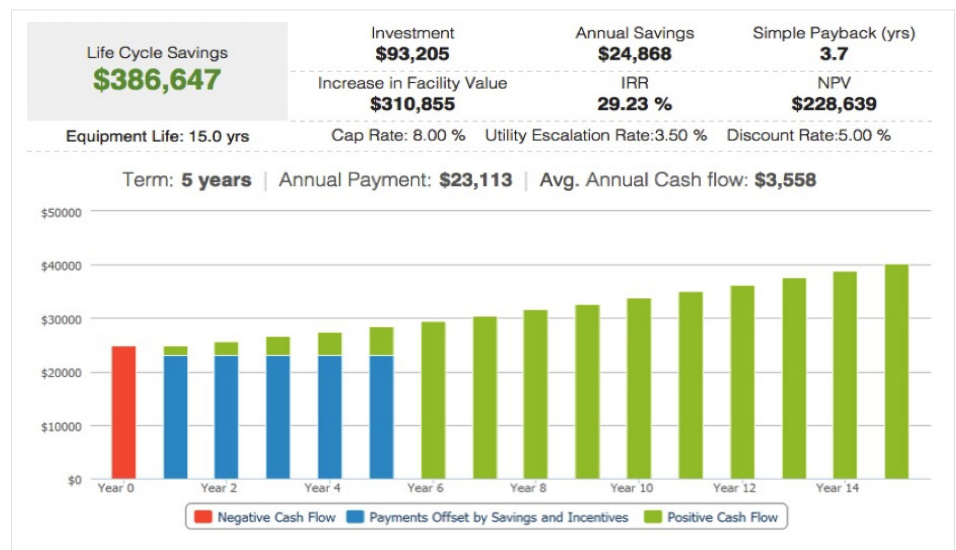 Life Cycle Savings
$386,647
Investment
$93,205
Annual Savings
$24,868
Simple Payback (yrs)
3.7
Increase in Facility Value
$310,855
IRR
29.23 %
NPV
$228,639
Equipment Life: 15.0 yrs
Cap Rate: 8.00 %
Utility Escalation Rate:3.50 %
Discount Rate:5.00 %
Term: 5 years | Annual Payment: $23,113 | Avg. Annual Cash flow: $3,558
$50000
$40000
$30000
$20000
$10000
$0
Year 0
Year 2
Year 4
Year 6
Year 8
Year 10
Year 12
Year 14
Negative Cash Flow
Payments Offset by Savings and Incentives
Positive Cash Flow